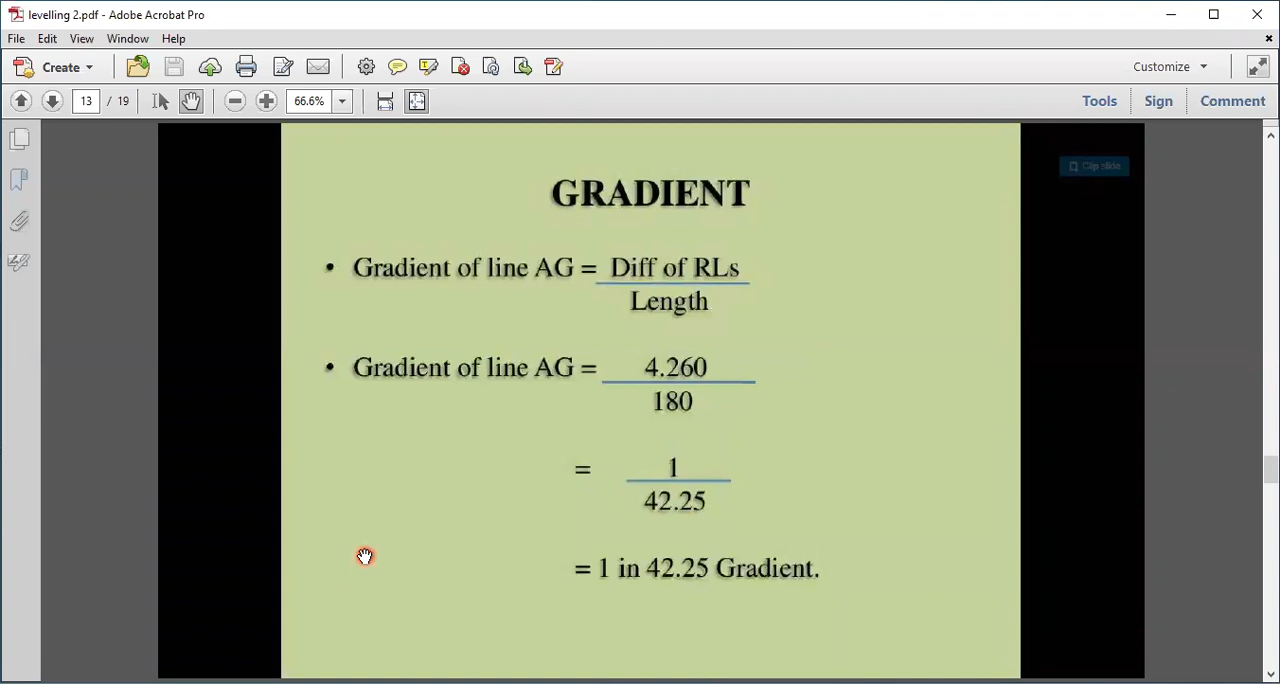 levelling 2.pdf - Adobe Acrobat Pro
File Edit View Window Help
Create Customize
13 / 19 66.6% Tools Sign Comment
Clip slide
GRADIENT
• Gradient of line AG = Diff of RLs
Length
• Gradient of line AG = 4.260
180
= 1
42.25
= 1 in 42.25 Gradient.